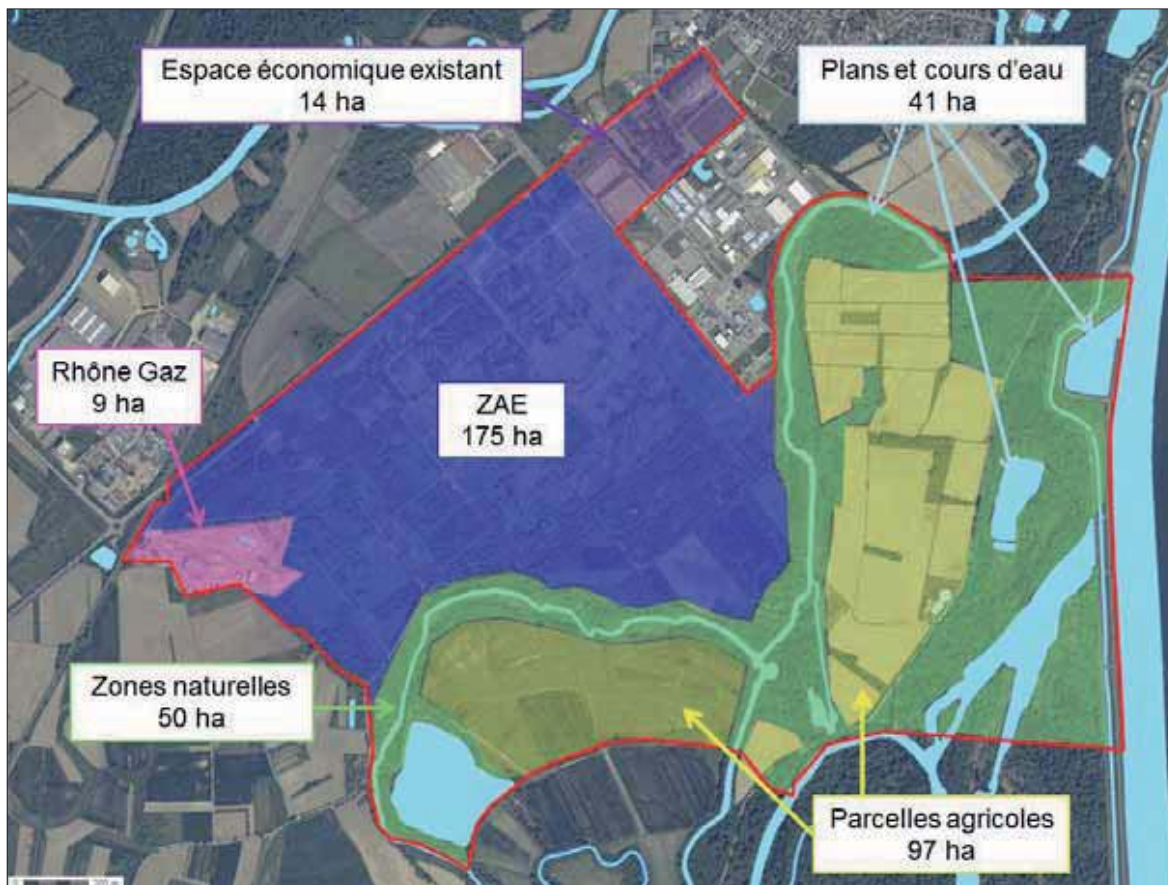 Espace économique existant
14 ha
Plans et cours d'eau
41 ha
Rhône Gaz
9 ha
ZAE
175 ha
Zones naturelles
50 ha
Parcelles agricoles
97 ha